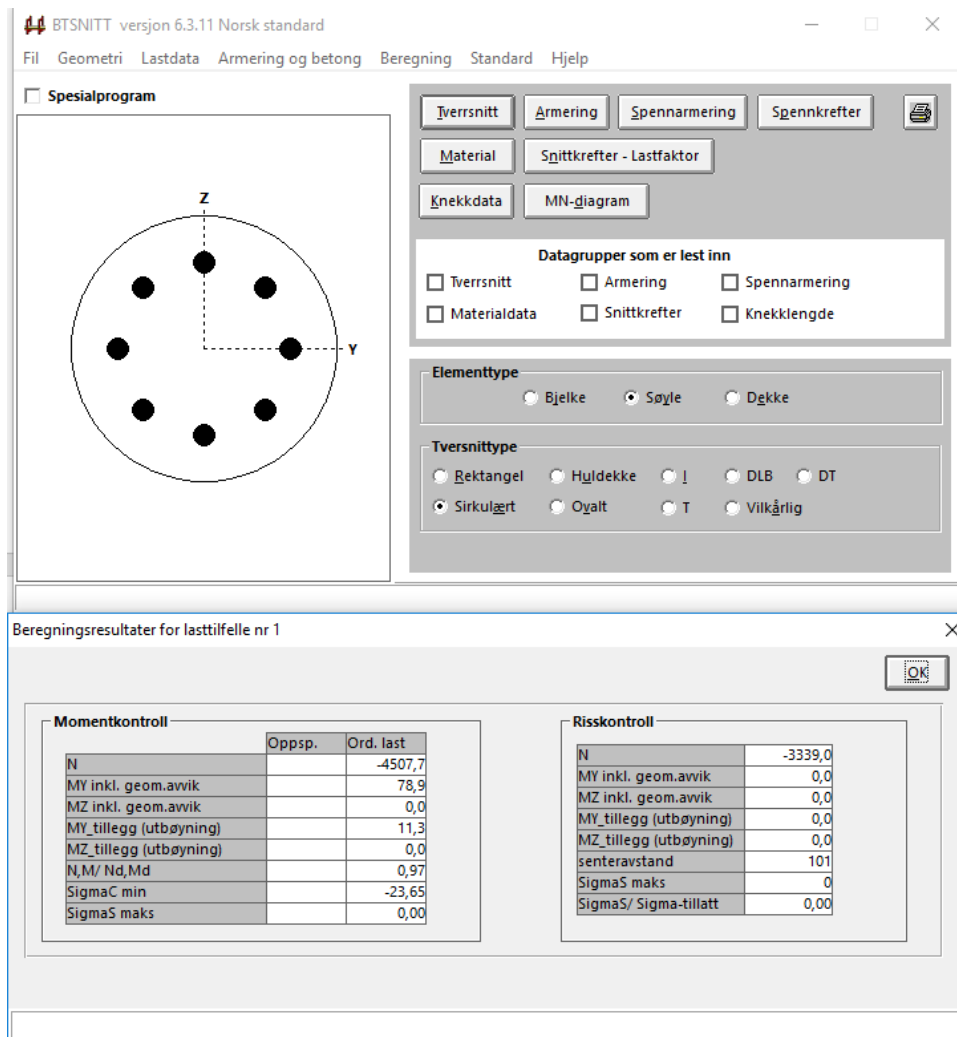 BTSNITT versjon 6.3.11 Norsk standard
Fil Geometri Lastdata Armering og betong Beregning Standard Hjelp
Spesialprogram
Z
Y
Tverrsnitt Armering Spennarmering Spennkrefter
Material Snittkrefter - Lastfaktor
Knekkdata MN-diagram
Datagrupper som er lest inn
Tverrsnitt Armering Spennarmering
Materialdata Snittkrefter Knekklengde
Elementtype
Bjelke Søyle Dekke
Tversnittype
Rektangel Huldekke I DLB DT
Sirkulært Ovalt T Vilkårlig
Beregningsresultater for lasttilfelle nr 1
OK
Momentkontroll
Oppsp. Ord. last
N -4507,7
MY inkl. geom.avvik 78,9
MZ inkl. geom.avvik 0,0
MY_tillegg (utbøyning) 11,3
MZ_tillegg (utbøyning) 0,0
N,M/ Nd,Md 0,97
SigmaC min -23,65
SigmaS maks 0,00
Risskontroll
N -3339,0
MY inkl. geom.avvik 0,0
MZ inkl. geom.avvik 0,0
MY_tillegg (utbøyning) 0,0
MZ_tillegg (utbøyning) 0,0
senteravstand 101
SigmaS maks 0
SigmaS/ Sigma-tillatt 0,00